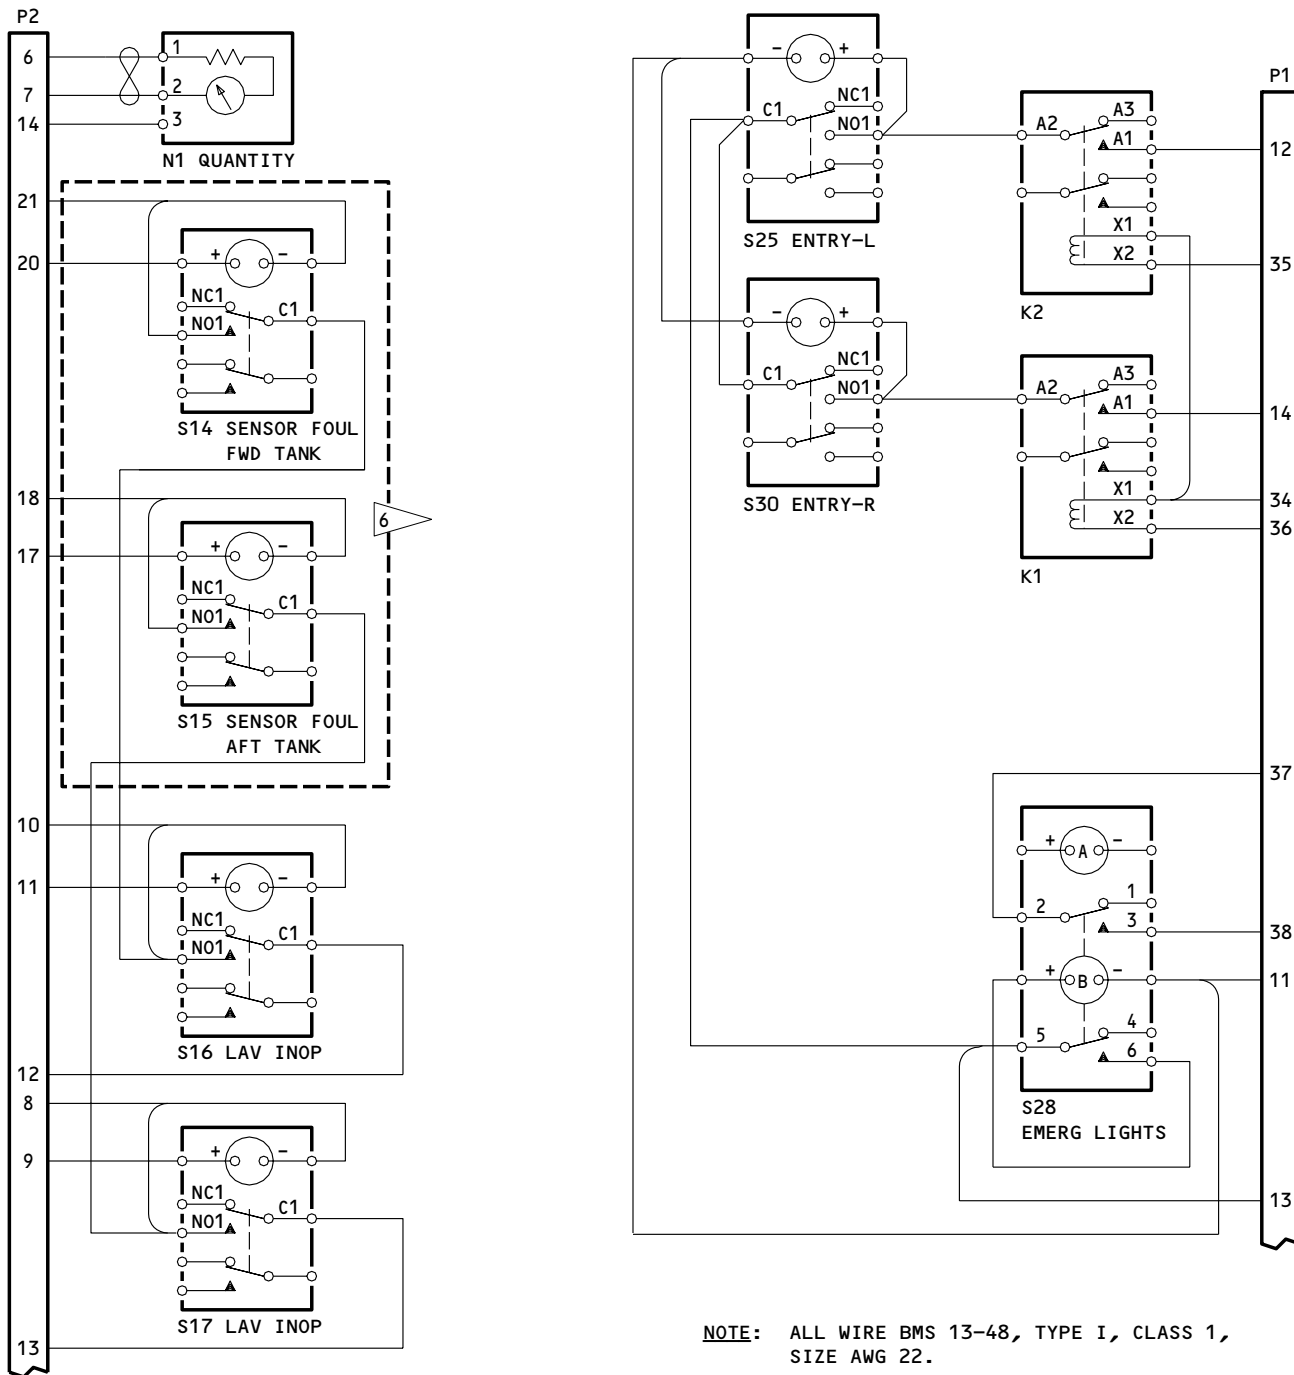 P2
6
7
14
1
2
3
N1 QUANTITY
21
20
+ -
NC1
NO1
C1
S14 SENSOR FOUL
FWD TANK
18
17
+ -
NC1
NO1
C1
S15 SENSOR FOUL
AFT TANK
6
10
11
+ -
NC1
NO1
C1
S16 LAV INOP
12
8
9
+ -
NC1
NO1
C1
S17 LAV INOP
13
- +
C1
NC1
NO1
S25 ENTRY-L
- +
C1
NC1
NO1
S30 ENTRY-R
A2
A3
A1
X1
X2
K2
A2
A3
A1
X1
X2
K1
P1
12
35
14
34
36
37
38
11
13
+ A -
2
1
3
+ B -
5
4
6
S28
EMERG LIGHTS
NOTE: ALL WIRE BMS 13-48, TYPE I, CLASS 1,
SIZE AWG 22.